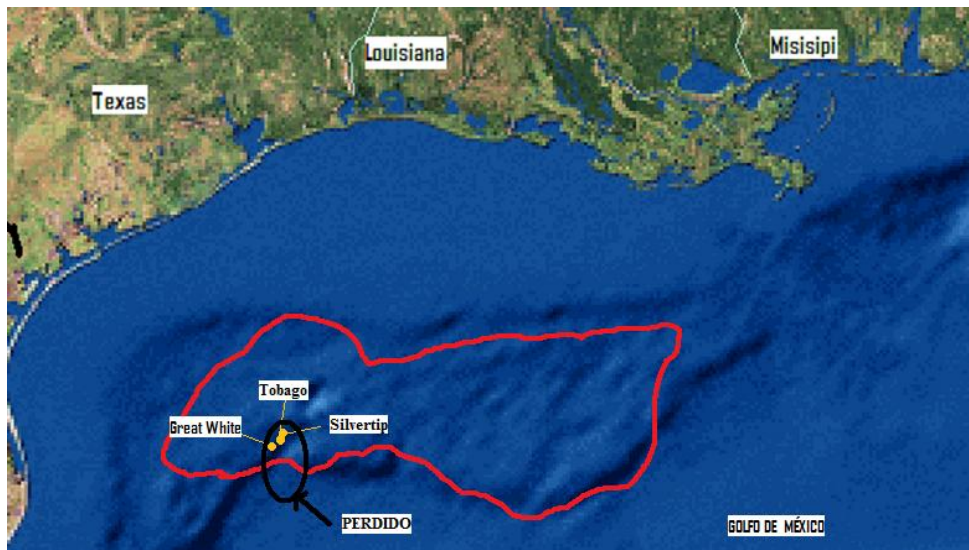 Misisipi
Louisiana
Texas
Tobago
Great White
Silvertip
PERDIDO
GOLFO DE MÉXICO